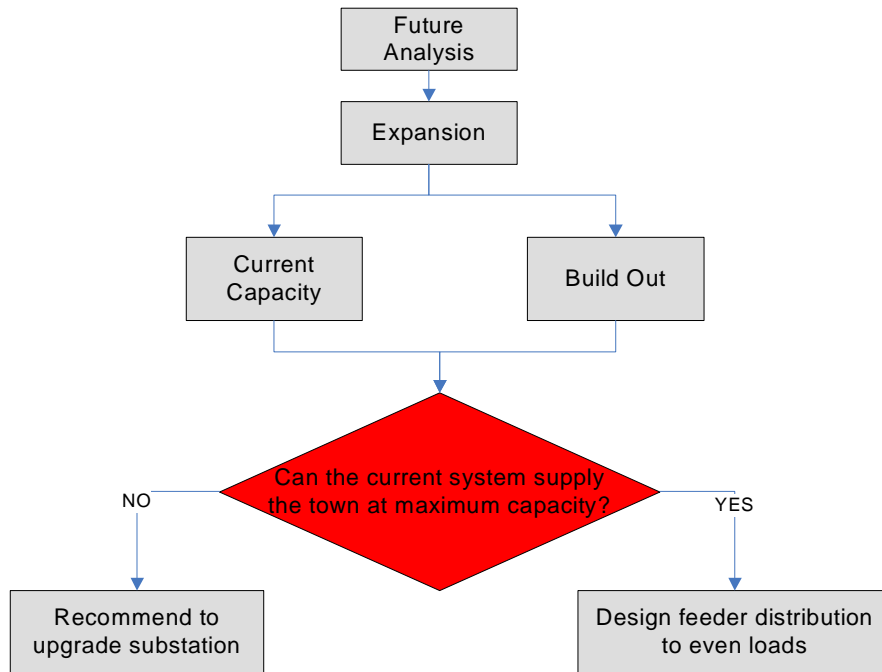 Future
Analysis
Expansion
Current
Capacity
Build Out
Can the current system supply
the town at maximum capacity?
NO
YES
Recommend to
upgrade substation
Design feeder distribution
to even loads